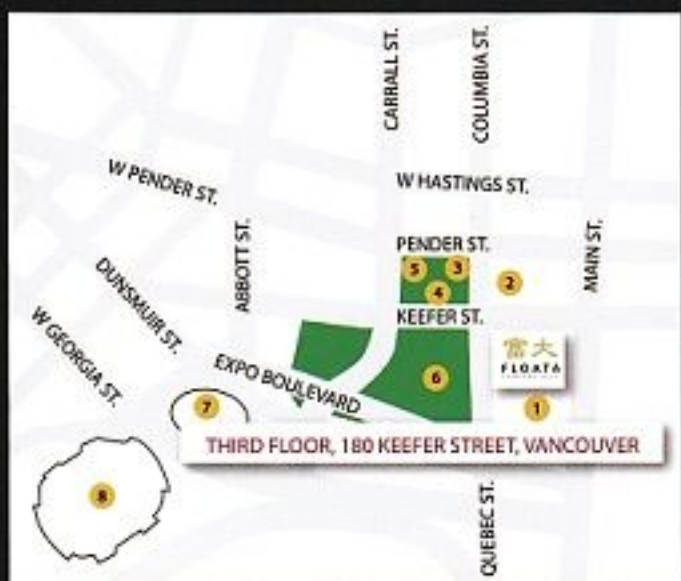 CARRALL ST.
COLUMBIA ST.
W PENDER ST.
W HASTINGS ST.
ABBOTT ST.
PENDER ST.
MAIN ST.
5
3
2
4
DUNSMUIR ST.
KEEFER ST.
W GEORGIA ST.
富大
FLOATA
EXPO BOULEVARD
6
7
1
THIRD FLOOR, 180 KEEFER STREET, VANCOUVER
8
QUEBEC ST.